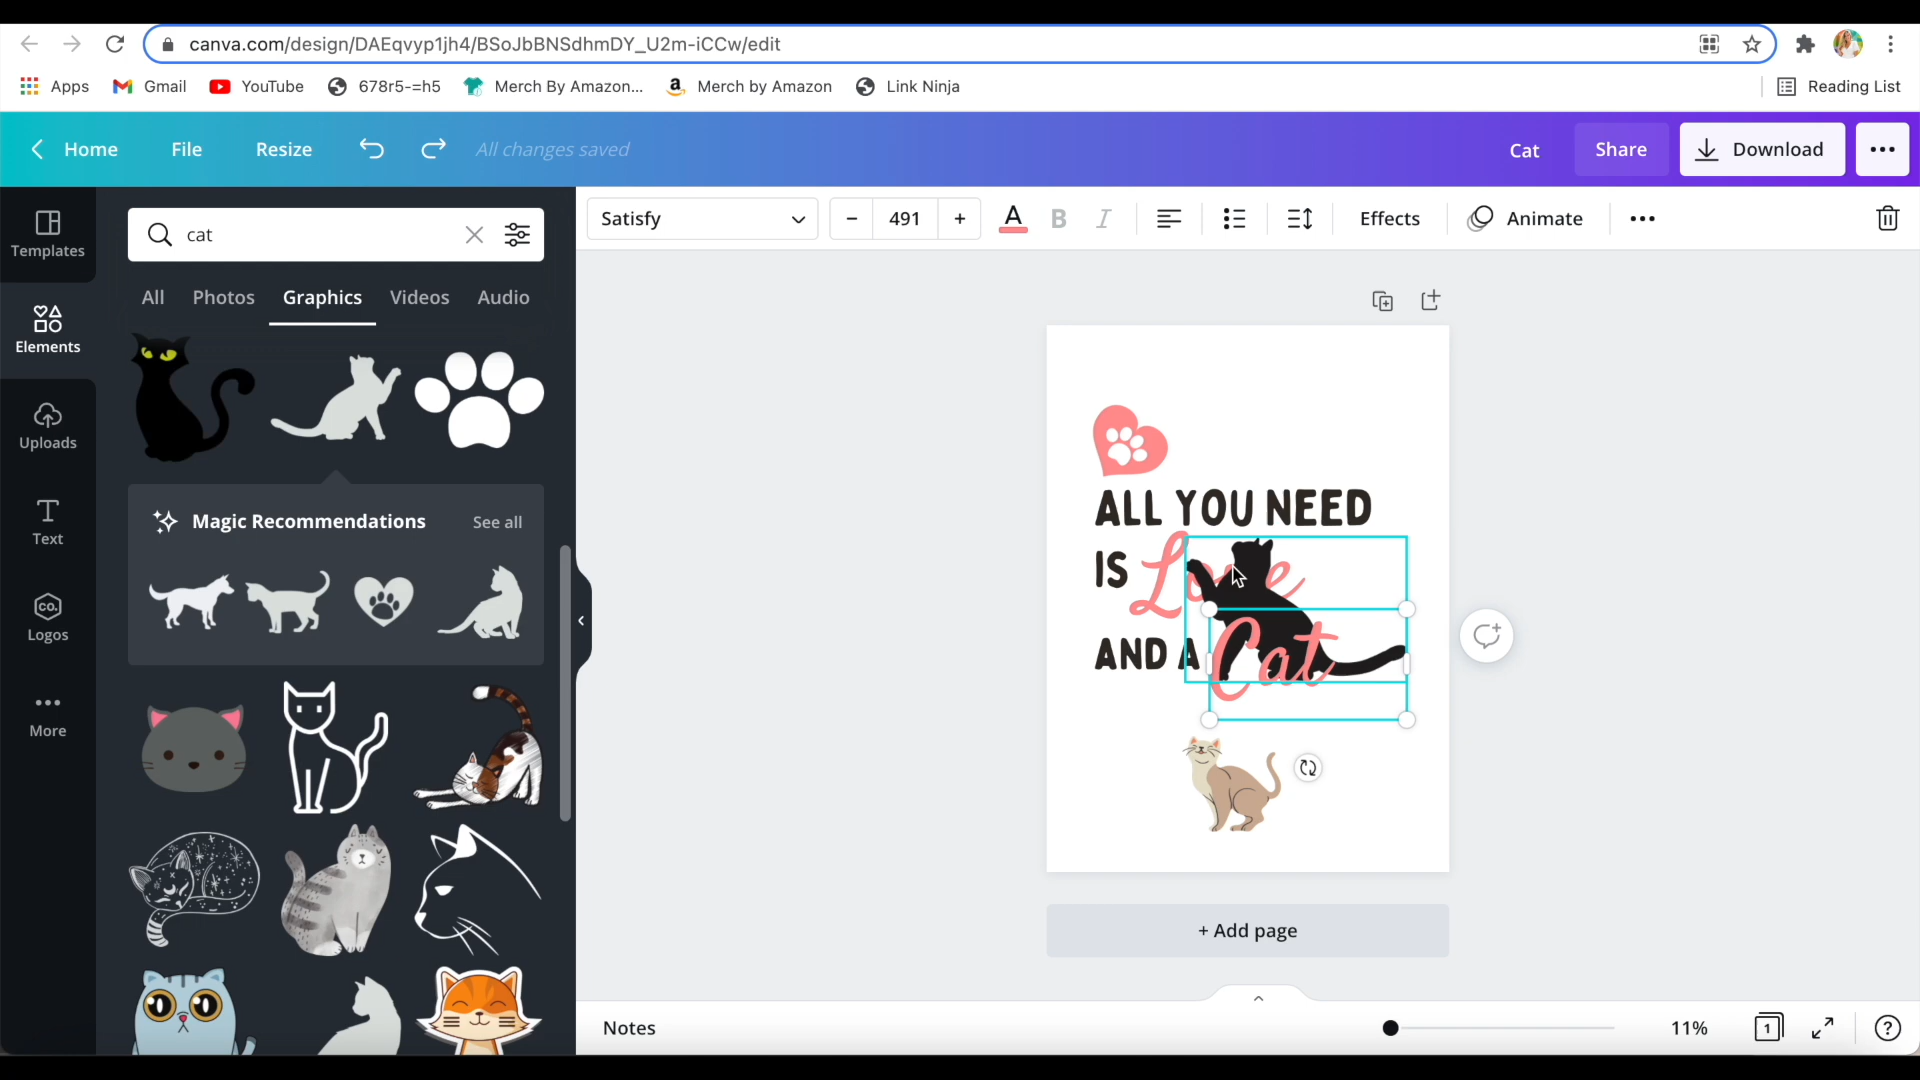 canva.com/design/DAEqvyp1jh4/BSoJbBNSdhmDY_U2m-iCCw/edit
Apps Gmail YouTube 678r5-=h5 Merch By Amazon... Merch by Amazon Link Ninja Reading List
Home File Resize All changes saved Cat Share Download
Templates
Elements
Uploads
Text
CO.
Logos
More
cat
All Photos Graphics Videos Audio
Magic Recommendations See all
Satisfy 491 A B I Effects Animate
ALL YOU NEED
IS Love
AND A Cat
+ Add page
Notes 11% 1 ?